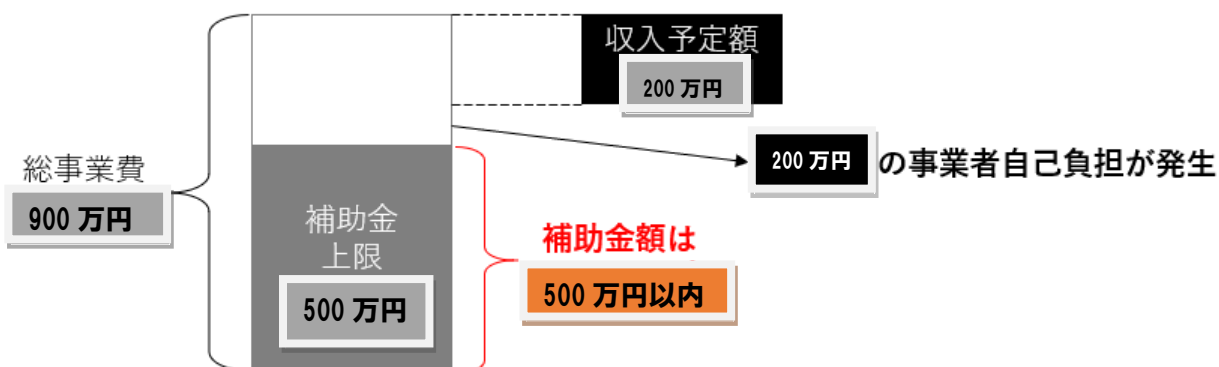 収入予定額
200 万円
200 万円 の事業者自己負担が発生
総事業費
900 万円
補助金
上限
500 万円
補助金額は
500 万円以内